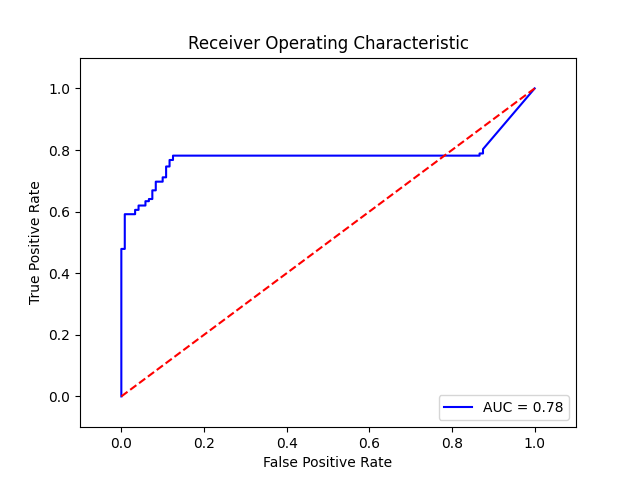 Receiver Operating Characteristic
True Positive Rate
1.0
0.8
0.6
0.4
0.2
0.0
AUC = 0.78
0.0 0.2 0.4 0.6 0.8 1.0
False Positive Rate